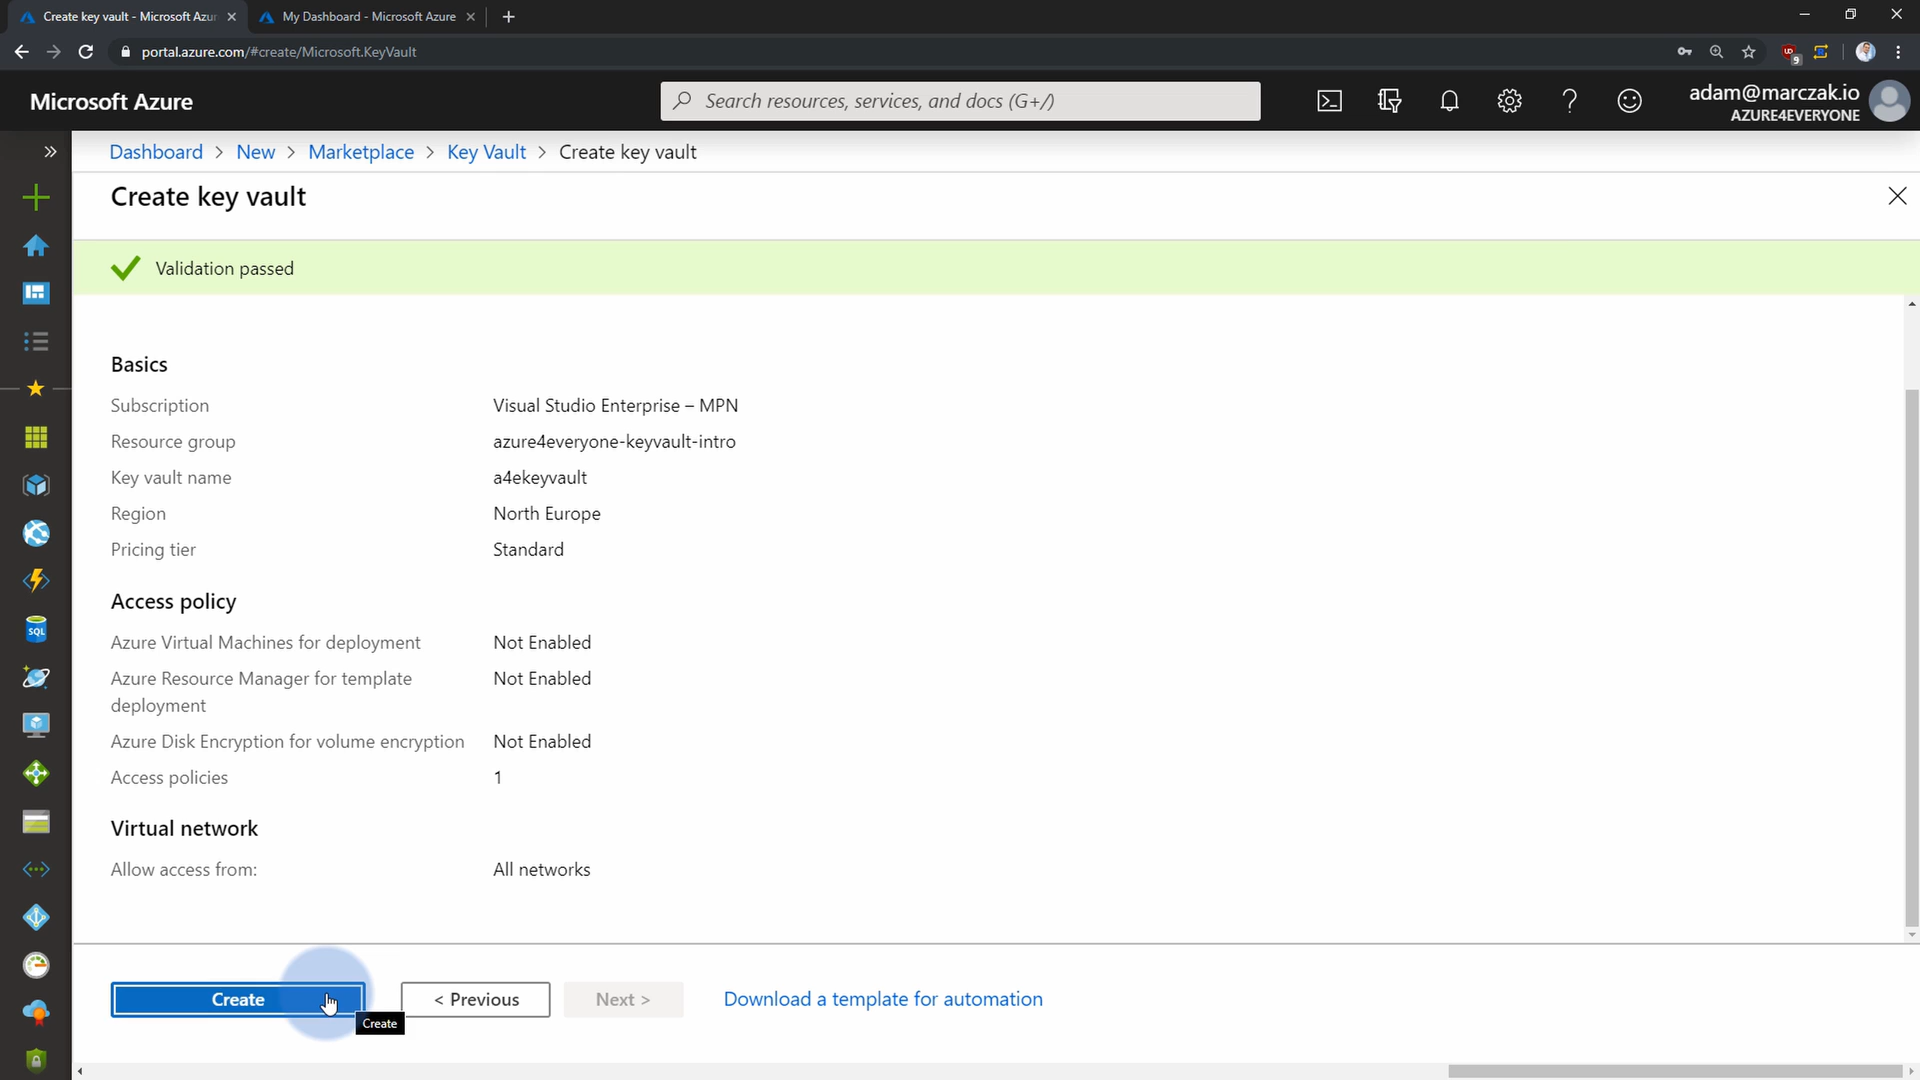 Create key vault - Microsoft Azur
My Dashboard - Microsoft Azure
portal.azure.com/#create/Microsoft.KeyVault
9
Microsoft Azure
Search resources, services, and docs (G+/)
adam@marczak.io
AZURE4EVERYONE
Dashboard > New > Marketplace > Key Vault > Create key vault
Create key vault
Validation passed
Basics
Subscription Visual Studio Enterprise – MPN
Resource group azure4everyone-keyvault-intro
Key vault name a4ekeyvault
Region North Europe
Pricing tier Standard
Access policy
Azure Virtual Machines for deployment Not Enabled
Azure Resource Manager for template Not Enabled
deployment
Azure Disk Encryption for volume encryption Not Enabled
Access policies 1
Virtual network
Allow access from: All networks
Create < Previous Next > Download a template for automation
Create
SQL